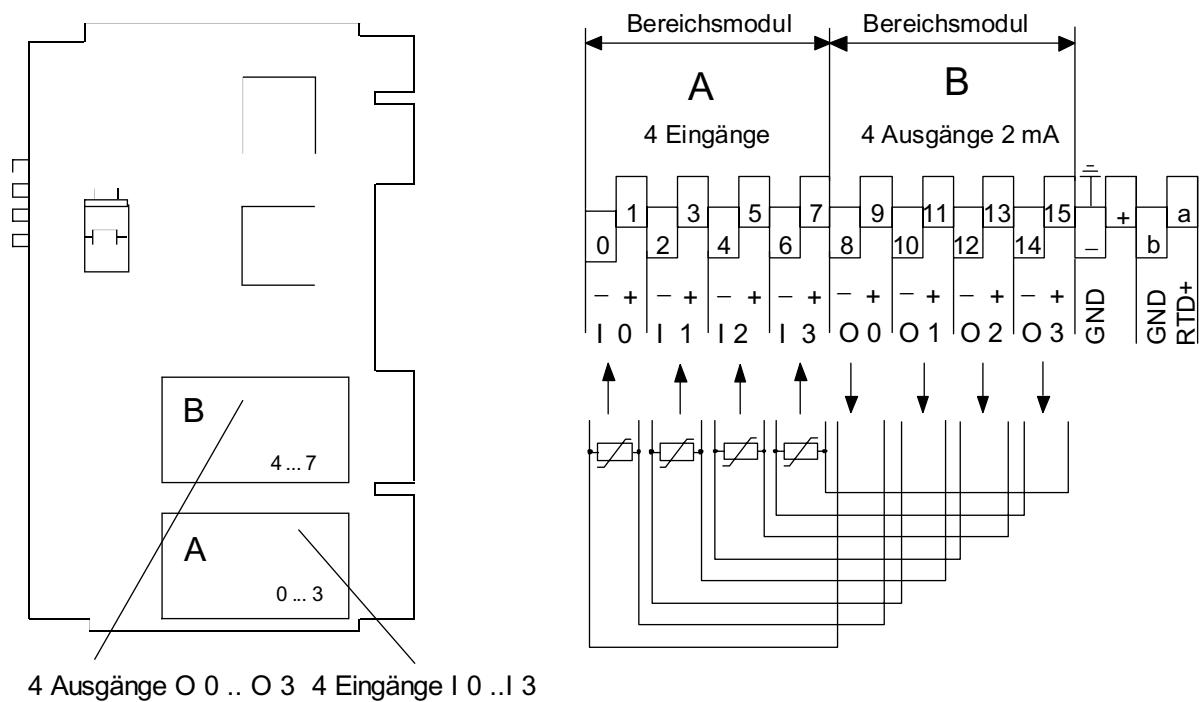 Bereichsmodul Bereichsmodul
A B
4 Eingänge 4 Ausgänge 2 mA
1 3 5 7 9 11 13 15 + a
0 2 4 6 8 10 12 14 – b
– + – + – + – + – + – + – + – +
I 0 I 1 I 2 I 3 O 0 O 1 O 2 O 3
GND
GND
RTD+
B
4 ... 7
A
0 ... 3
4 Ausgänge O 0 .. O 3 4 Eingänge I 0 ..I 3